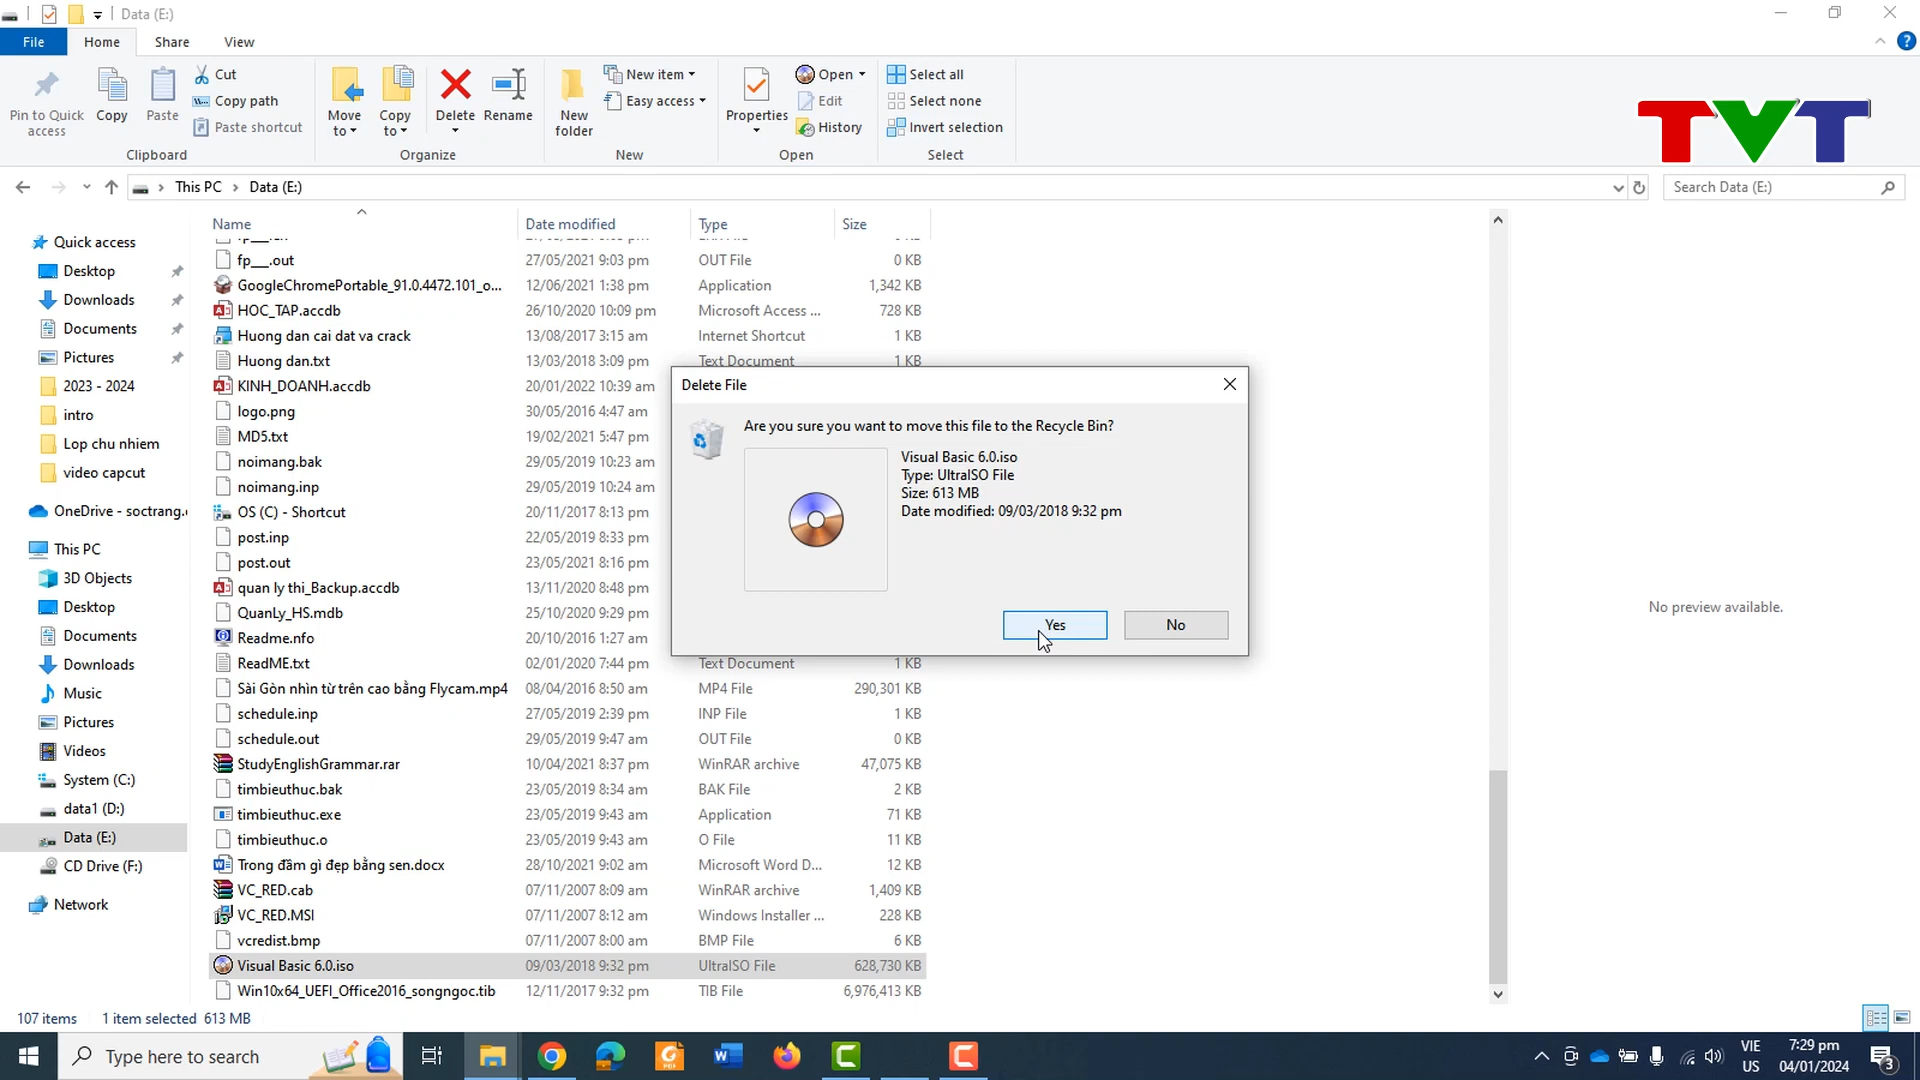 Data (E:)
File Home Share View
Pin to Quick access
Copy
Paste
Cut
Copy path
Paste shortcut
Clipboard
Move to
Copy to
Delete
Rename
Organize
New folder
New item
Easy access
New
Properties
Open
Edit
History
Open
Select all
Select none
Invert selection
Select
TVT
This PC Data (E:)
Search Data (E:)
Quick access
Desktop
Downloads
Documents
Pictures
2023 - 2024
intro
Lop chu nhiem
video capcut
OneDrive - soctrang.
This PC
3D Objects
Desktop
Documents
Downloads
Music
Pictures
Videos
System (C:)
data1 (D:)
Data (E:)
CD Drive (F:)
Network
Name Date modified Type Size
fp___.out 27/05/2021 9:03 pm OUT File 0 KB
GoogleChromePortable_91.0.4472.101_o... 12/06/2021 1:38 pm Application 1,342 KB
HOC_TAP.accdb 26/10/2020 10:09 pm Microsoft Access ... 728 KB
Huong dan cai dat va crack 13/08/2017 3:15 am Internet Shortcut 1 KB
Huong dan.txt 13/03/2018 3:09 pm Text Document 1 KB
KINH_DOANH.accdb 20/01/2022 10:39 am
logo.png 30/05/2016 4:47 am
MD5.txt 19/02/2021 5:47 pm
noimang.bak 29/05/2019 10:23 am
noimang.inp 29/05/2019 10:24 am
OS (C) - Shortcut 20/11/2017 8:13 pm
post.inp 22/05/2019 8:33 pm
post.out 23/05/2021 8:16 pm
quan ly thi_Backup.accdb 13/11/2020 8:48 pm
QuanLy_HS.mdb 25/10/2020 9:29 pm
Readme.nfo 20/10/2016 1:27 am
ReadME.txt 02/01/2020 7:44 pm Text Document 1 KB
Sài Gòn nhìn từ trên cao bằng Flycam.mp4 08/04/2016 8:50 am MP4 File 290,301 KB
schedule.inp 27/05/2019 2:39 pm INP File 1 KB
schedule.out 29/05/2019 9:47 am OUT File 0 KB
StudyEnglishGrammar.rar 10/04/2021 8:37 pm WinRAR archive 47,075 KB
timbieuthuc.bak 23/05/2019 8:34 am BAK File 2 KB
timbieuthuc.exe 23/05/2019 9:43 am Application 71 KB
timbieuthuc.o 23/05/2019 9:43 am O File 11 KB
Trong đầm gì đẹp bằng sen.docx 28/10/2021 9:02 am Microsoft Word D... 12 KB
VC_RED.cab 07/11/2007 8:09 am WinRAR archive 1,409 KB
VC_RED.MSI 07/11/2007 8:12 am Windows Installer ... 228 KB
vcredist.bmp 07/11/2007 8:00 am BMP File 6 KB
Visual Basic 6.0.iso 09/03/2018 9:32 pm UltraISO File 628,730 KB
Win10x64_UEFI_Office2016_songngoc.tib 12/11/2017 9:32 pm TIB File 6,976,413 KB
Delete File
Are you sure you want to move this file to the Recycle Bin?
Visual Basic 6.0.iso
Type: UltraISO File
Size: 613 MB
Date modified: 09/03/2018 9:32 pm
Yes No
No preview available.
107 items 1 item selected 613 MB
Type here to search
VIE
US
7:29 pm
04/01/2024
3